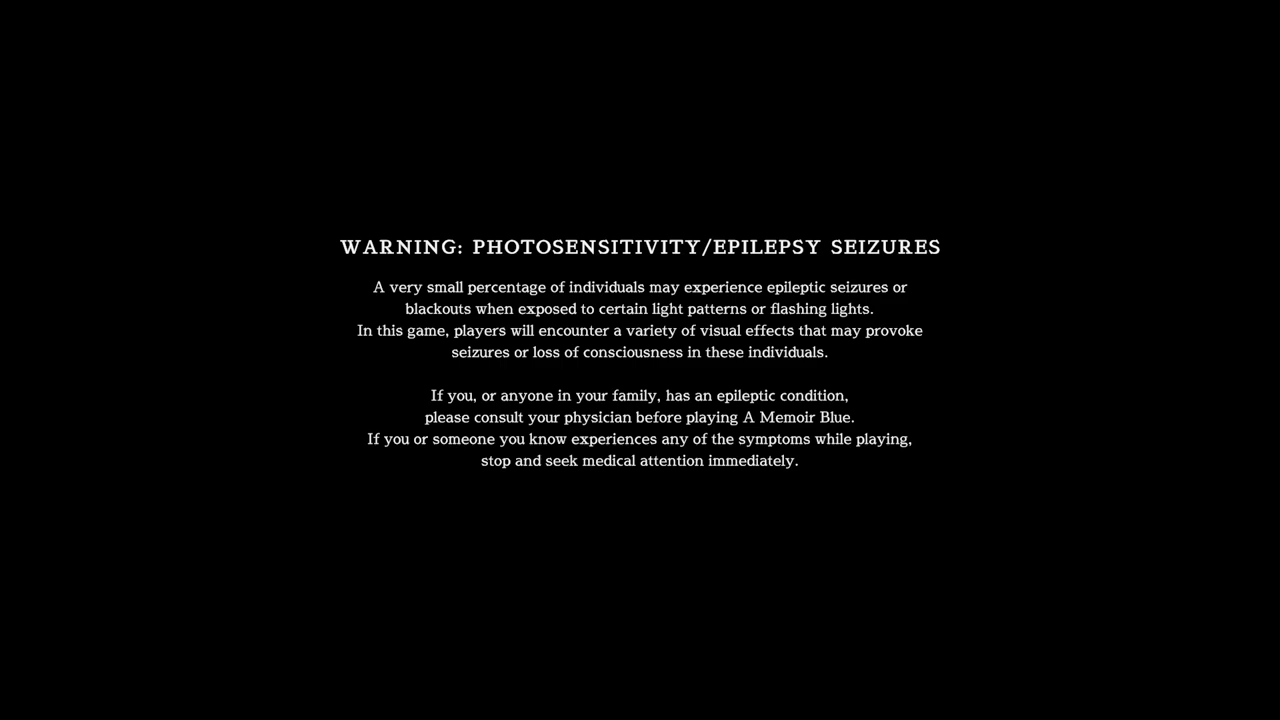 WARNING: PHOTOSENSITIVITY/EPILEPSY SEIZURES
A very small percentage of individuals may experience epileptic seizures or
blackouts when exposed to certain light patterns or flashing lights.
In this game, players will encounter a variety of visual effects that may provoke
seizures or loss of consciousness in these individuals.
If you, or anyone in your family, has an epileptic condition,
please consult your physician before playing A Memoir Blue.
If you or someone you know experiences any of the symptoms while playing,
stop and seek medical attention immediately.